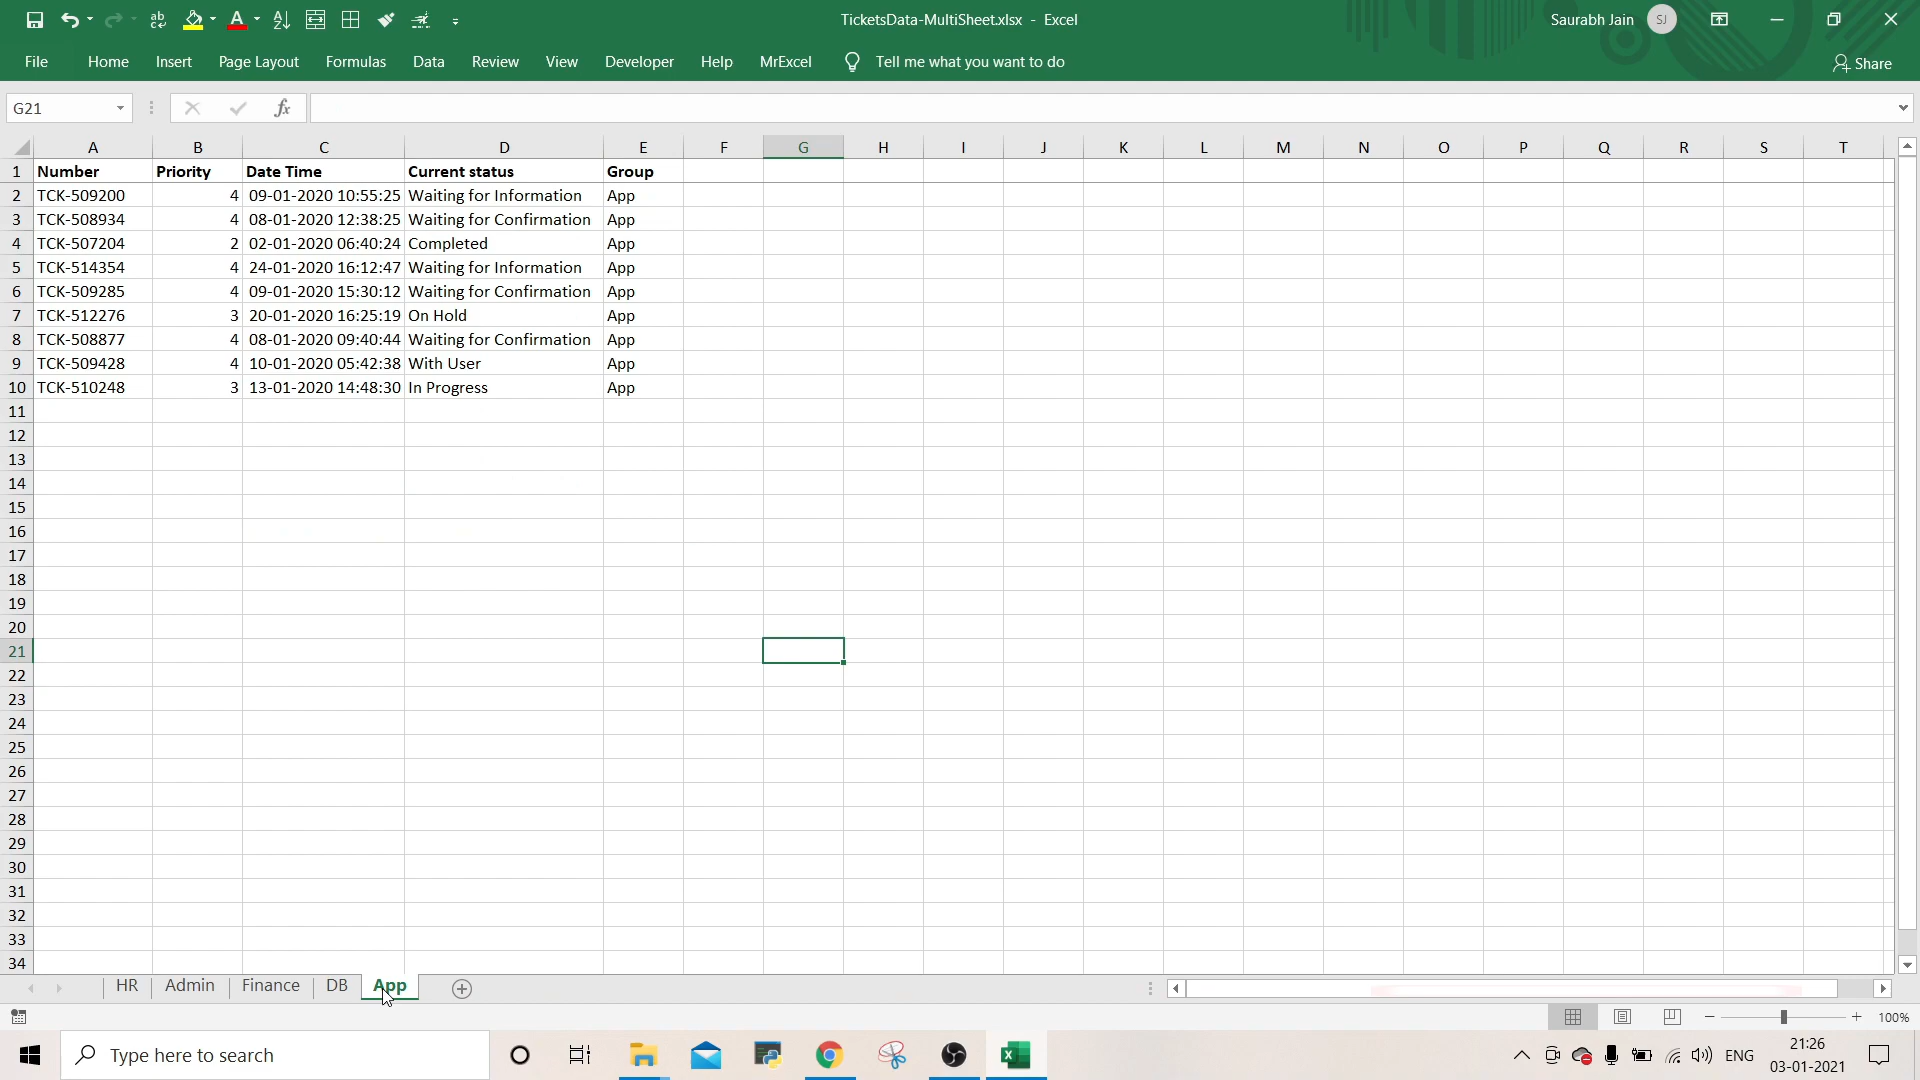 TicketsData-MultiSheet.xlsx - Excel
Saurabh Jain SJ
File Home Insert Page Layout Formulas Data Review View Developer Help MrExcel Tell me what you want to do Share
G21 fx
A B C D E F G H I J K L M N O P Q R S T
1 Number Priority Date Time Current status Group
2 TCK-509200 4 09-01-2020 10:55:25 Waiting for Information App
3 TCK-508934 4 08-01-2020 12:38:25 Waiting for Confirmation App
4 TCK-507204 2 02-01-2020 06:40:24 Completed App
5 TCK-514354 4 24-01-2020 16:12:47 Waiting for Information App
6 TCK-509285 4 09-01-2020 15:30:12 Waiting for Confirmation App
7 TCK-512276 3 20-01-2020 16:25:19 On Hold App
8 TCK-508877 4 08-01-2020 09:40:44 Waiting for Confirmation App
9 TCK-509428 4 10-01-2020 05:42:38 With User App
10 TCK-510248 3 13-01-2020 14:48:30 In Progress App
11
12
13
14
15
16
17
18
19
20
21
22
23
24
25
26
27
28
29
30
31
32
33
34
HR Admin Finance DB App
100%
Type here to search
ENG
21:26
03-01-2021